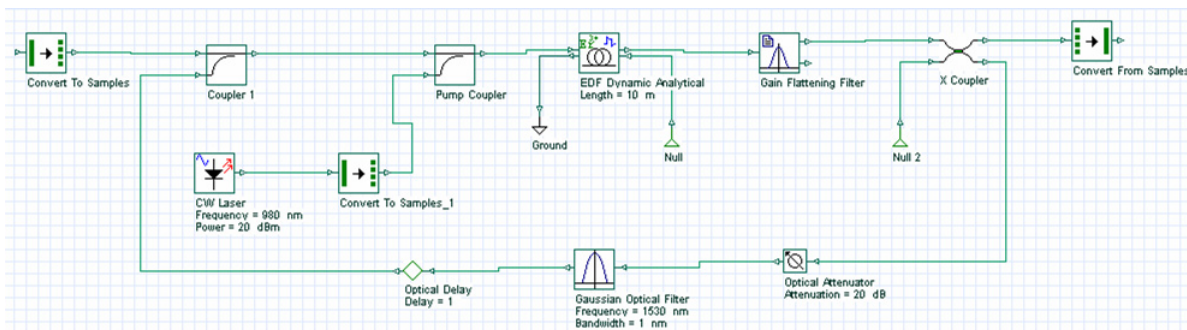 Convert To Samples
Coupler 1
Pump Coupler
EDF Dynamic Analytical
Length = 10 m
Gain Flattening Filter
X Coupler
Convert From Samples
Ground
Null
Null 2
CW Laser
Frequency = 980 nm
Power = 20 dBm
Convert To Samples_1
Optical Delay
Delay = 1
Gaussian Optical Filter
Frequency = 1530 nm
Bandwidth = 1 nm
Optical Attenuator
Attenuation = 20 dB